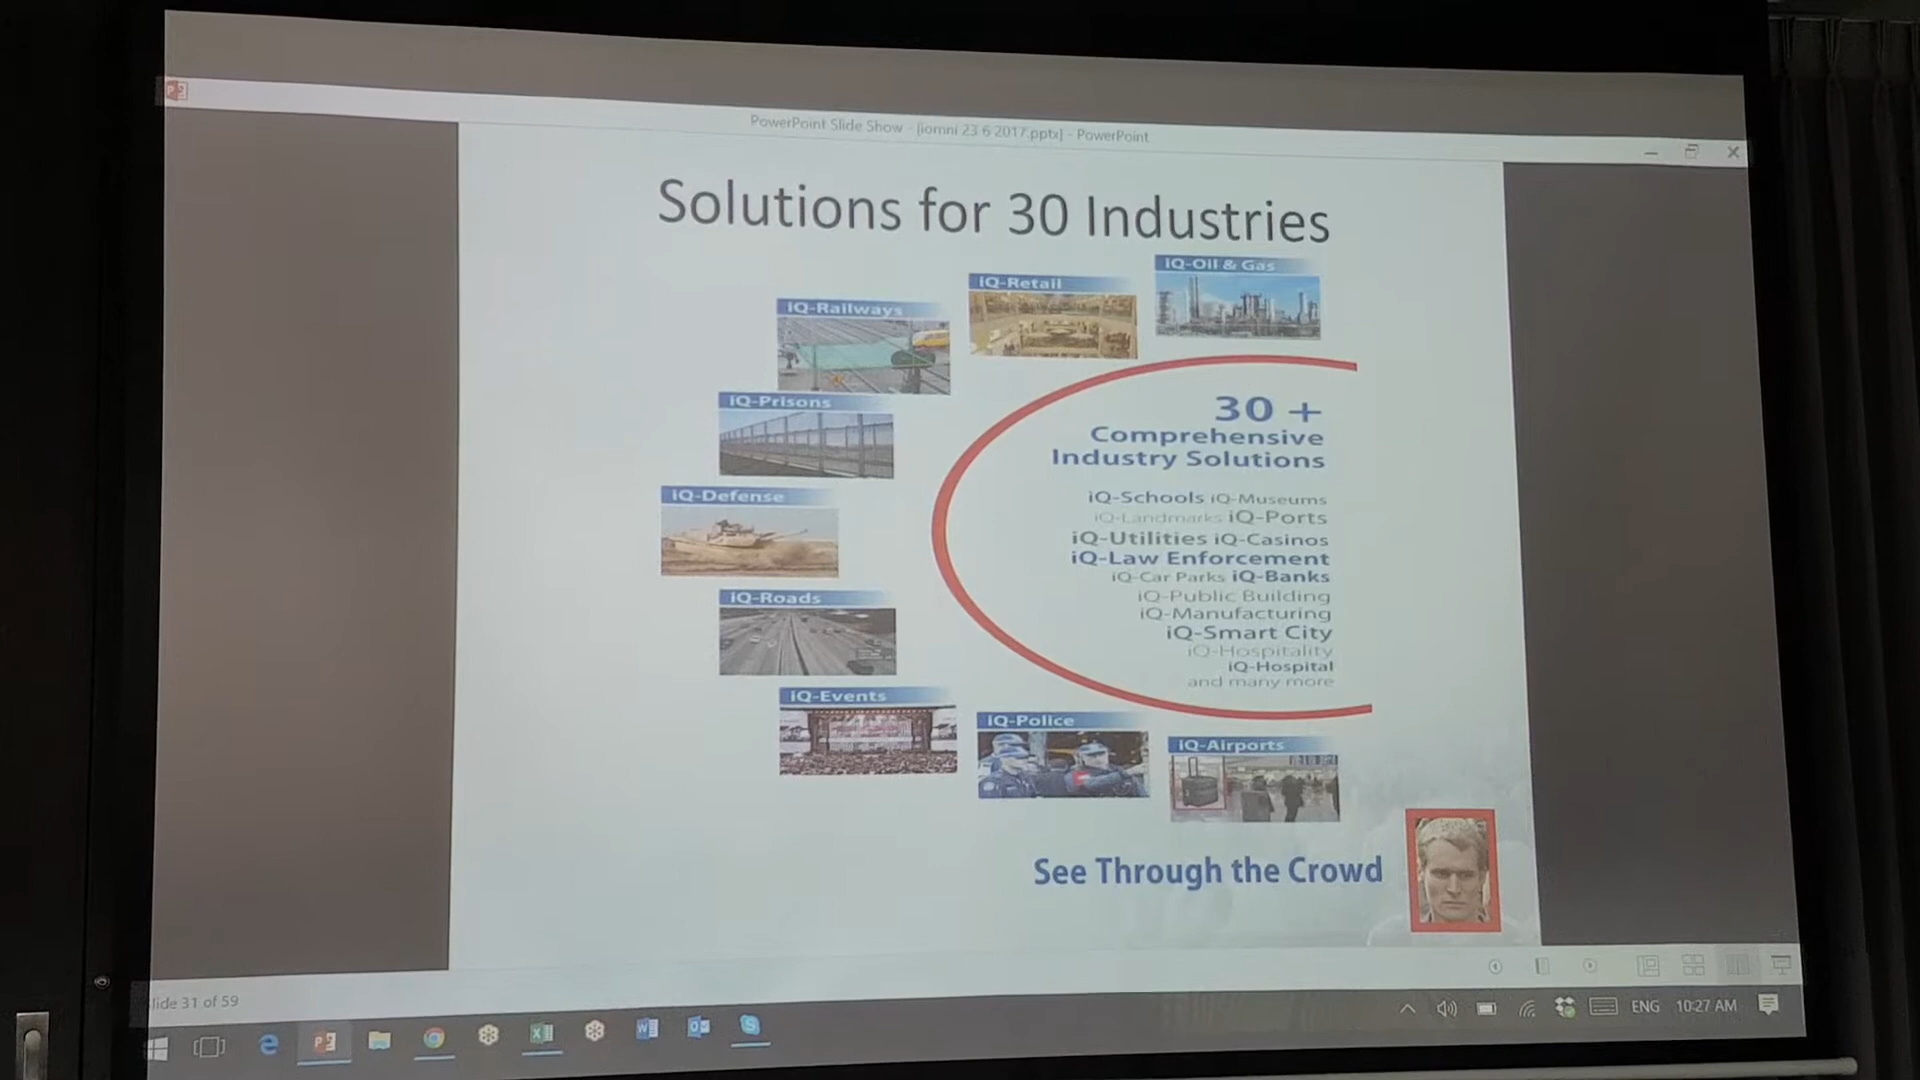 PowerPoint Slide Show - [iomni 23 6 2017.pptx] - PowerPoint
Solutions for 30 Industries
iQ-Oil & Gas
iQ-Retail
iQ-Railways
iQ-Prisons
iQ-Defense
iQ-Roads
iQ-Events
iQ-Police
iQ-Airports
30 +
Comprehensive
Industry Solutions
iQ-Schools iQ-Museums
iQ-Landmarks iQ-Ports
iQ-Utilities iQ-Casinos
iQ-Law Enforcement
iQ-Car Parks iQ-Banks
iQ-Public Building
iQ-Manufacturing
iQ-Smart City
iQ-Hospitality
iQ-Hospital
and many more
See Through the Crowd
lide 31 of 59
ENG 10:27 AM